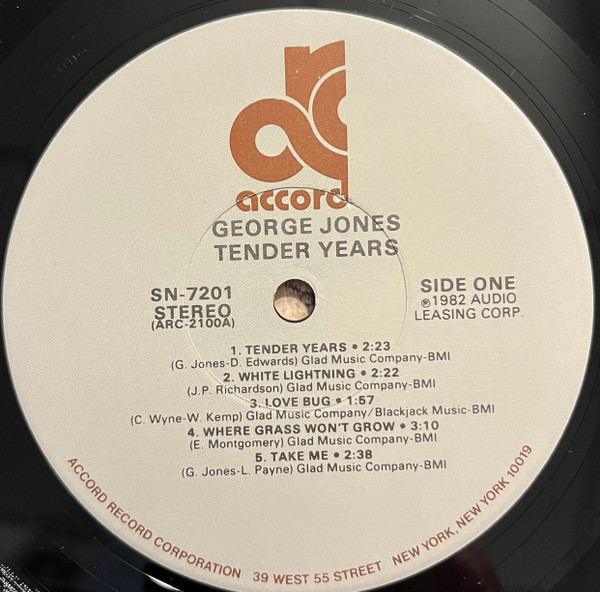 accord
GEORGE JONES
TENDER YEARS
SN-7201
STEREO
(ARC-2100A)
SIDE ONE
℗1982 AUDIO
LEASING CORP.
1. TENDER YEARS • 2:23
(G. Jones-D. Edwards) Glad Music Company-BMI
2. WHITE LIGHTNING • 2:22
(J.P. Richardson) Glad Music Company-BMI
3. LOVE BUG • 1:57
(C. Wyne-W. Kemp) Glad Music Company/Blackjack Music-BMI
4. WHERE GRASS WON'T GROW • 3:10
(E. Montgomery) Glad Music Company-BMI
5. TAKE ME • 2:38
(G. Jones-L. Payne) Glad Music Company-BMI
ACCORD RECORD CORPORATION 39 WEST 55 STREET NEW YORK, NEW YORK 10019